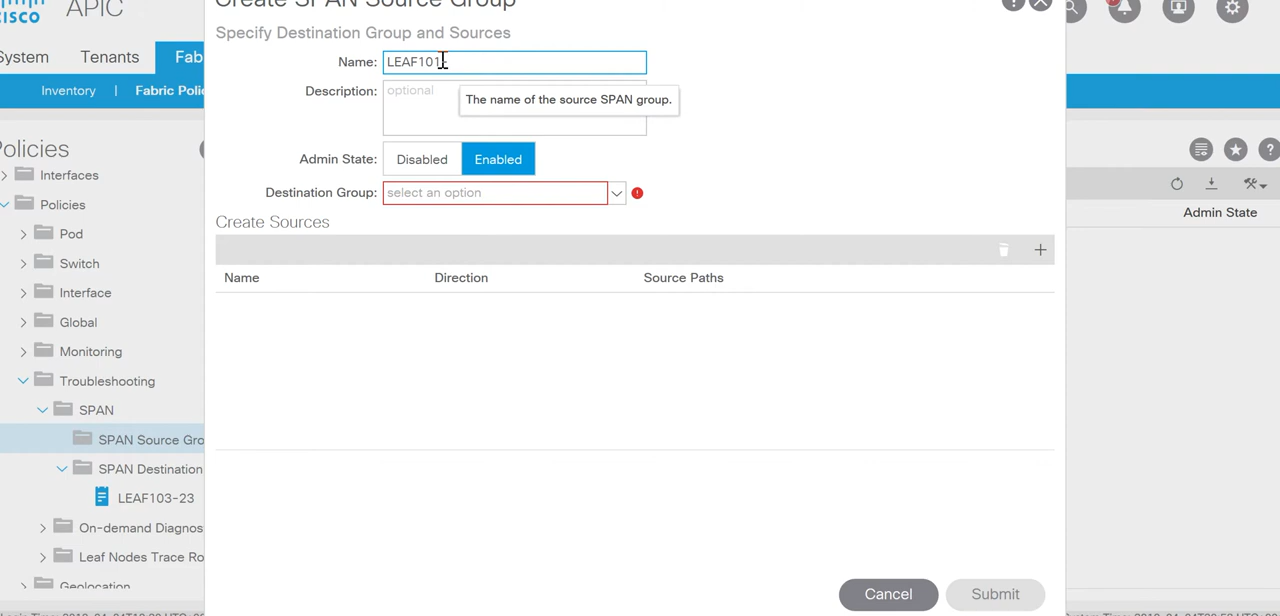 CISCO
APIC
Create SPAN Source Group
System
Tenants
Fab
Inventory
Fabric Polic
Policies
Interfaces
Policies
Pod
Switch
Interface
Global
Monitoring
Troubleshooting
SPAN
SPAN Source Gro
SPAN Destination
LEAF103-23
On-demand Diagnos
Leaf Nodes Trace Ro
Geolocation
Specify Destination Group and Sources
Name: LEAF101-
Description: optional
The name of the source SPAN group.
Admin State: Disabled Enabled
Destination Group: select an option
Create Sources
Name Direction Source Paths
Cancel Submit
Admin State